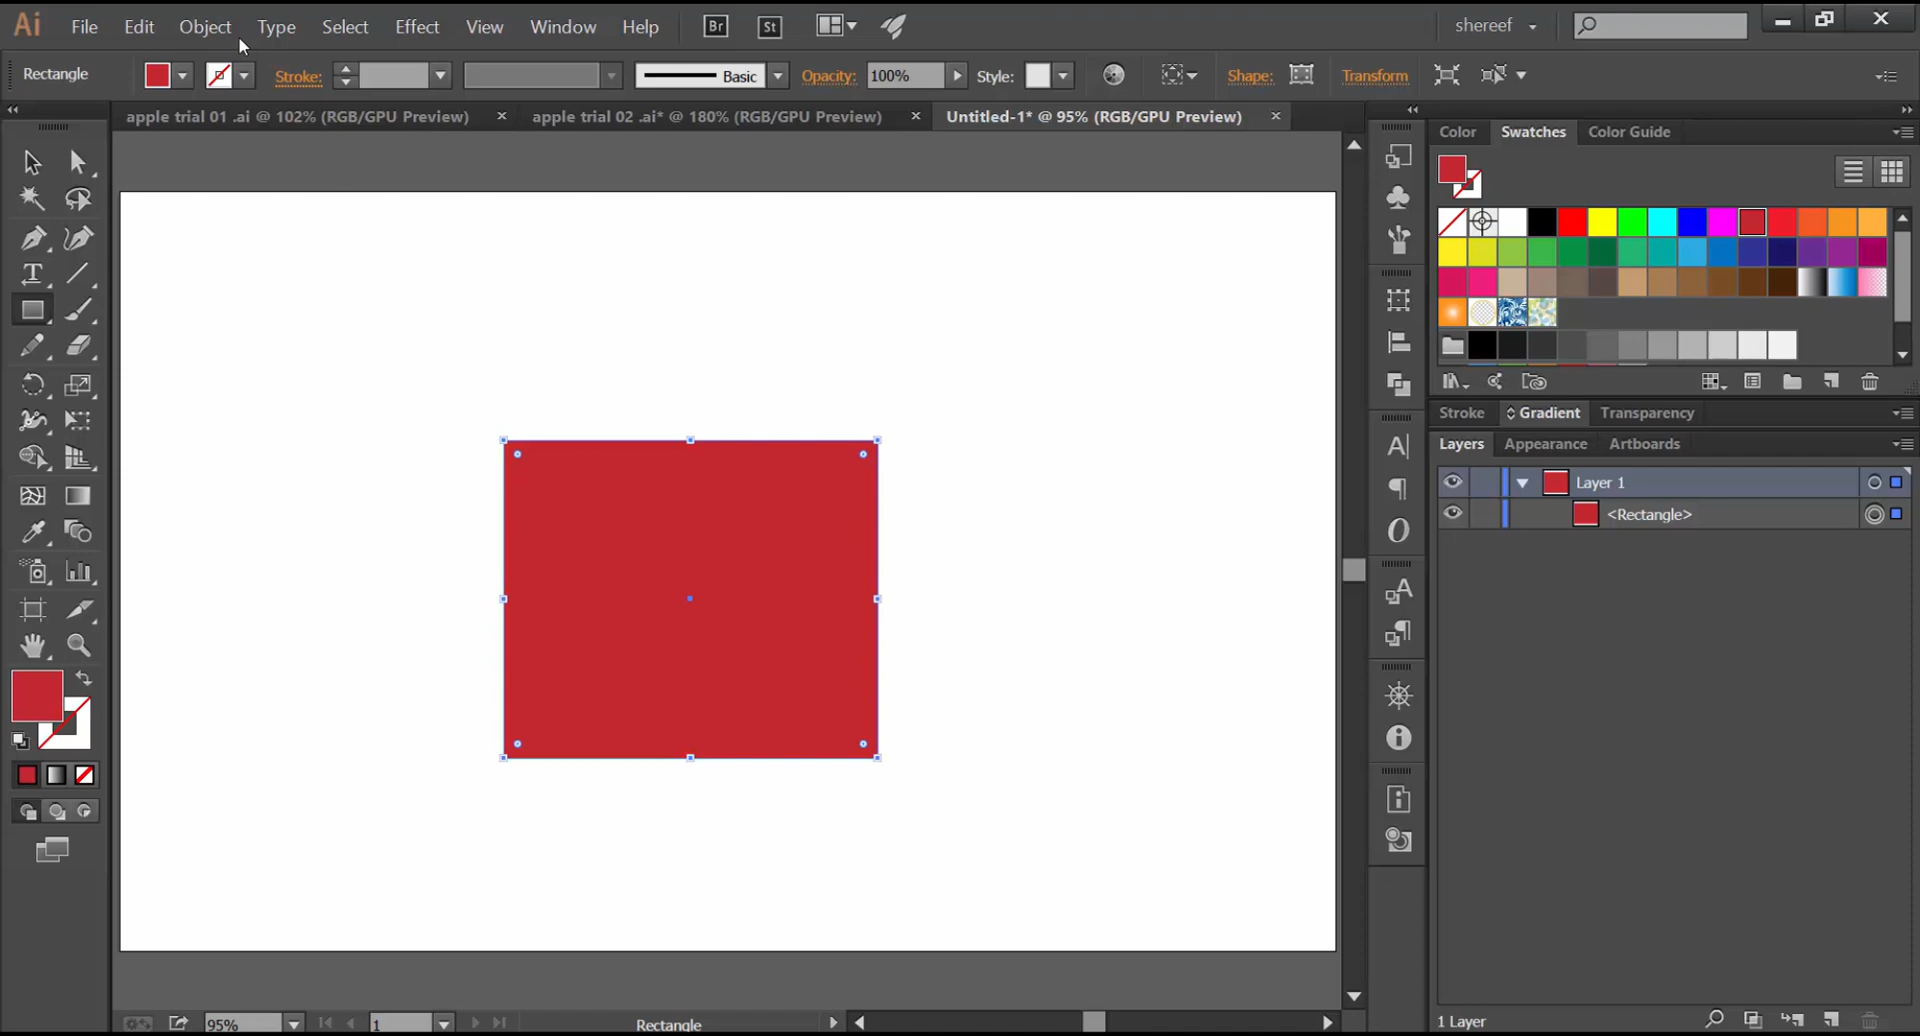 Ai File Edit Object Type Select Effect View Window Help Br St shereef
Rectangle Stroke: Basic Opacity: 100% Style: Shape: Transform
apple trial 01 .ai @ 102% (RGB/GPU Preview) apple trial 02 .ai* @ 180% (RGB/GPU Preview) Untitled-1* @ 95% (RGB/GPU Preview)
Color Swatches Color Guide
Stroke Gradient Transparency
Layers Appearance Artboards
Layer 1
<Rectangle>
1 Layer
95% 1 Rectangle